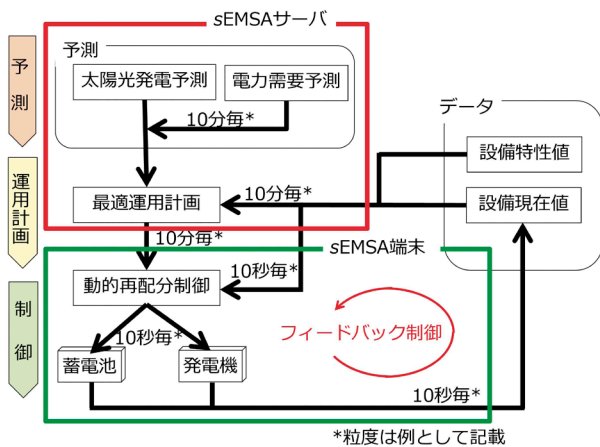 sEMSAサーバ
予測
予測
太陽光発電予測
電力需要予測
10分毎*
データ
設備特性値
設備現在値
運用計画
最適運用計画
10分毎*
10分毎*
sEMSA端末
10秒毎*
動的再配分制御
制御
10秒毎*
フィードバック制御
蓄電池
発電機
10秒毎*
*粒度は例として記載